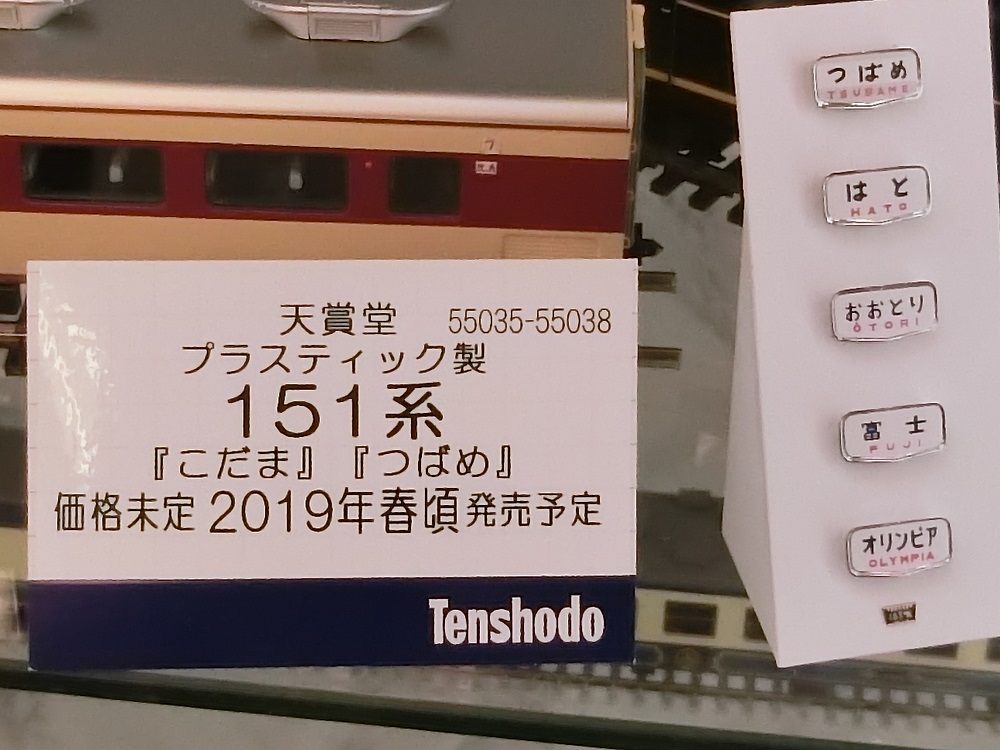 天賞堂 55035-55038
プラスティック製
151系
『こだま』『つばめ』
価格未定 2019年春頃 発売予定
Tenshodo
つばめ
TSUBAME
はと
HATO
おおとり
ŌTORI
富士
FUJI
オリンピア
OLYMPIA
7